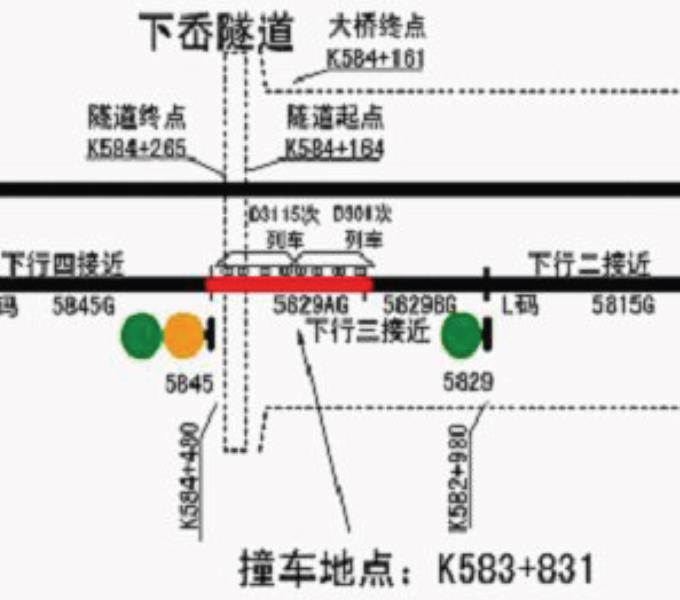 下岙隧道
大桥终点
K584+161
隧道终点
K584+265
隧道起点
K584+164
D3115次 D301次
列车 列车
下行四接近
下行二接近
码 5845G
5829AG
5829BG
L码 5815G
下行三接近
5845
5829
K584+480
K582+980
撞车地点：K583+831